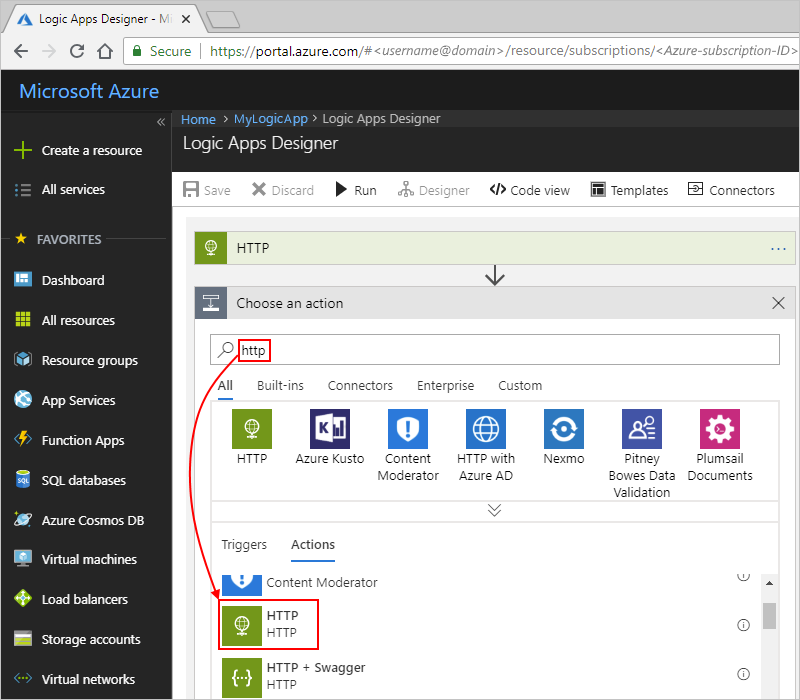 Logic Apps Designer - Mi
Secure
https://portal.azure.com/#<username@domain>/resource/subscriptions/<Azure-subscription-ID>
Microsoft Azure
Create a resource
All services
FAVORITES
Dashboard
All resources
Resource groups
App Services
Function Apps
SQL databases
Azure Cosmos DB
Virtual machines
Load balancers
Storage accounts
Virtual networks
Home > MyLogicApp > Logic Apps Designer
Logic Apps Designer
Save Discard Run Designer Code view Templates Connectors
HTTP
Choose an action
http
All Built-ins Connectors Enterprise Custom
HTTP
Azure Kusto
Content
Moderator
HTTP with
Azure AD
Nexmo
Pitney
Bowes Data
Validation
Plumsail
Documents
Triggers Actions
Content Moderator
HTTP
HTTP
HTTP + Swagger
HTTP